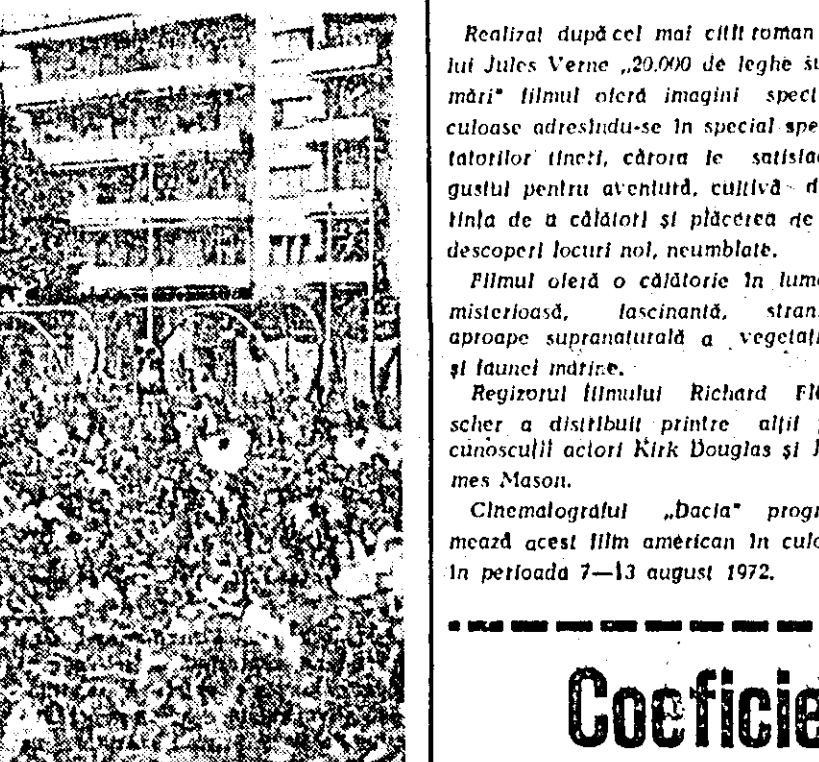 Realizat după cel mai citit roman
lui Jules Verne „20.000 de leghe su
mări" filmul oferă imagini spect
culoase adresîndu-se în special spe
tatorilor tineri, cărora le satisfac
gustul pentru aventură, cultivă d
tința de a călători și plăcerea de
descoperi locuri noi, neumblate.
Filmul oferă o călătorie în lume
misterioasă, fascinantă, stran
aproape supranaturală a vegetați
și faunei marine.
Regizorul filmului Richard Fle
scher a distribuit printre alții p
cunoscuții actori Kirk Douglas și J
mes Mason.
Cinematograful „Dacia" progr
mează acest film american în culo
în perioada 7—13 august 1972.
Coeficie